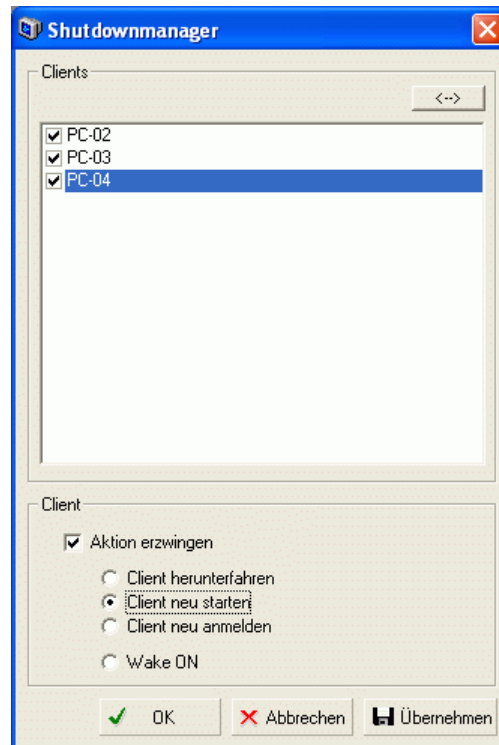 Shutdownmanager
Clients
<-->
PC-02
PC-03
PC-04
Client
Aktion erzwingen
Client herunterfahren
Client neu starten
Client neu anmelden
Wake ON
OK Abbrechen Übernehmen